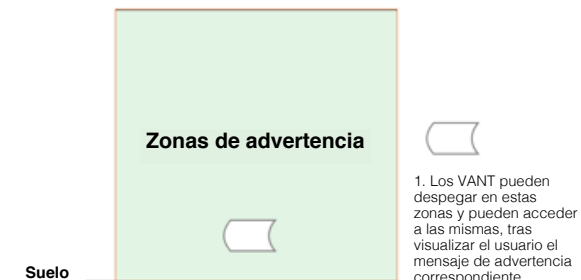 Zonas de advertencia
1. Los VANT pueden
despegar en estas
zonas y pueden acceder
a las mismas, tras
visualizar el usuario el
mensaje de advertencia
correspondiente
Suelo